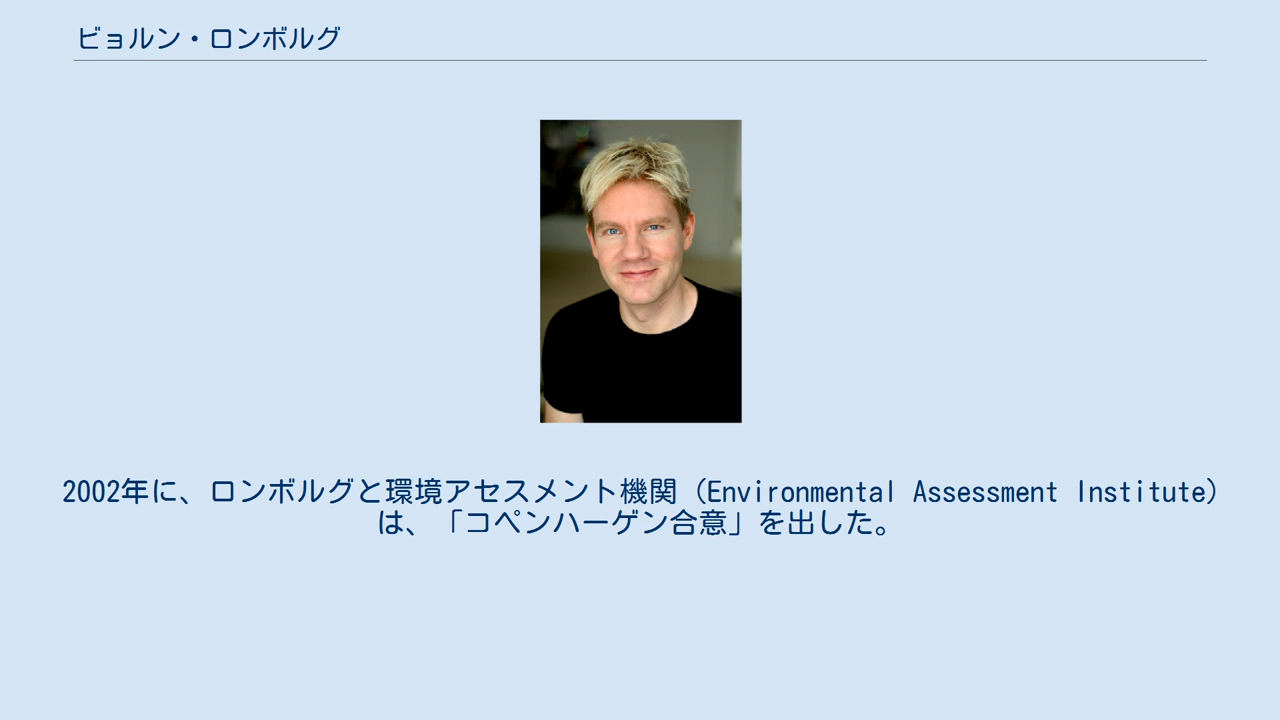 ビョルン・ロンボルグ
2002年に、ロンボルグと環境アセスメント機関（Environmental Assessment Institute）
は、「コペンハーゲン合意」を出した。